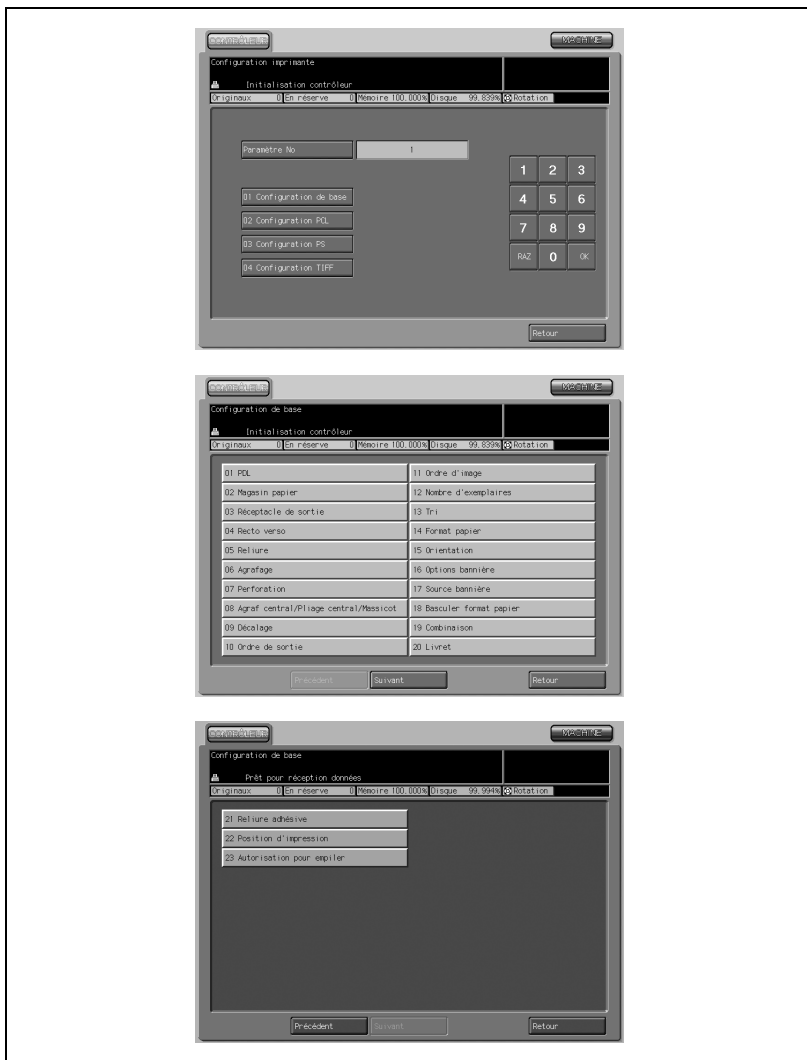 CONTRÔLEUR MACHINE
Configuration imprimante
Initialisation contrôleur
Originaux 0 En réserve 0 Mémoire 100.000% Disque 99.839% Rotation
Paramètre No 1
1 2 3
01 Configuration de base
4 5 6
02 Configuration PCL
7 8 9
03 Configuration PS
RAZ 0 OK
04 Configuration TIFF
Retour
CONTRÔLEUR MACHINE
Configuration de base
Initialisation contrôleur
Originaux 0 En réserve 0 Mémoire 100.000% Disque 99.839% Rotation
01 PDL 11 Ordre d'image
02 Magasin papier 12 Nombre d'exemplaires
03 Réceptacle de sortie 13 Tri
04 Recto verso 14 Format papier
05 Reliure 15 Orientation
06 Agrafage 16 Options bannière
07 Perforation 17 Source bannière
08 Agraf central/Pliage central/Massicot 18 Basculer format papier
09 Décalage 19 Combinaison
10 Ordre de sortie 20 Livret
Précédent Suivant Retour
CONTRÔLEUR MACHINE
Configuration de base
Prêt pour réception données
Originaux 0 En réserve 0 Mémoire 100.000% Disque 99.994% Rotation
21 Reliure adhésive
22 Position d'impression
23 Autorisation pour empiler
Précédent Suivant Retour